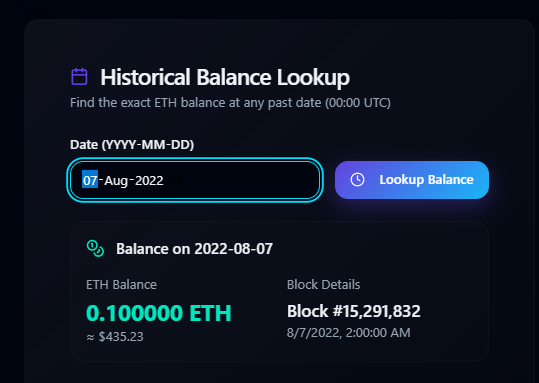 Historical Balance Lookup
Find the exact ETH balance at any past date (00:00 UTC)
Date (YYYY-MM-DD)
07-Aug-2022
Lookup Balance
Balance on 2022-08-07
ETH Balance
0.100000 ETH
≈ $435.23
Block Details
Block #15,291,832
8/7/2022, 2:00:00 AM